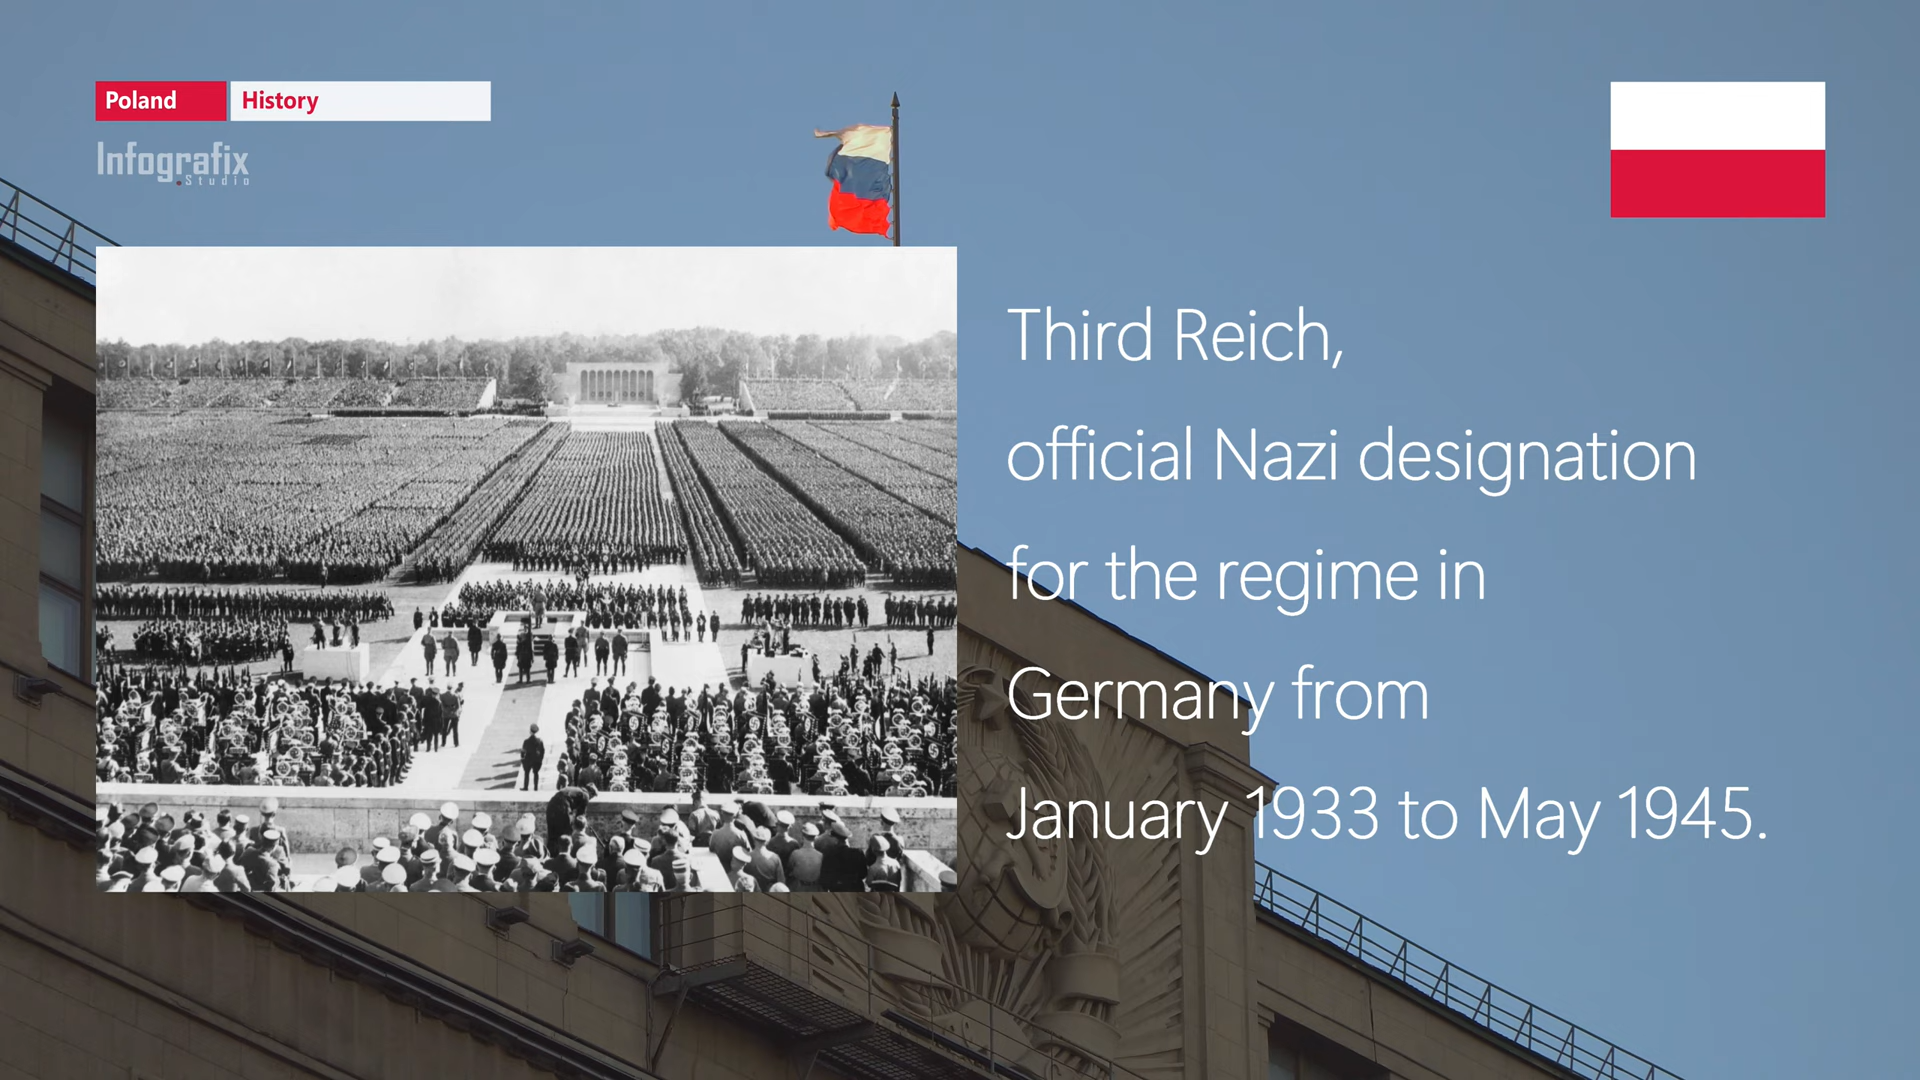 Poland
History
Infografix
.Studio
Third Reich,
official Nazi designation
for the regime in
Germany from
January 1933 to May 1945.